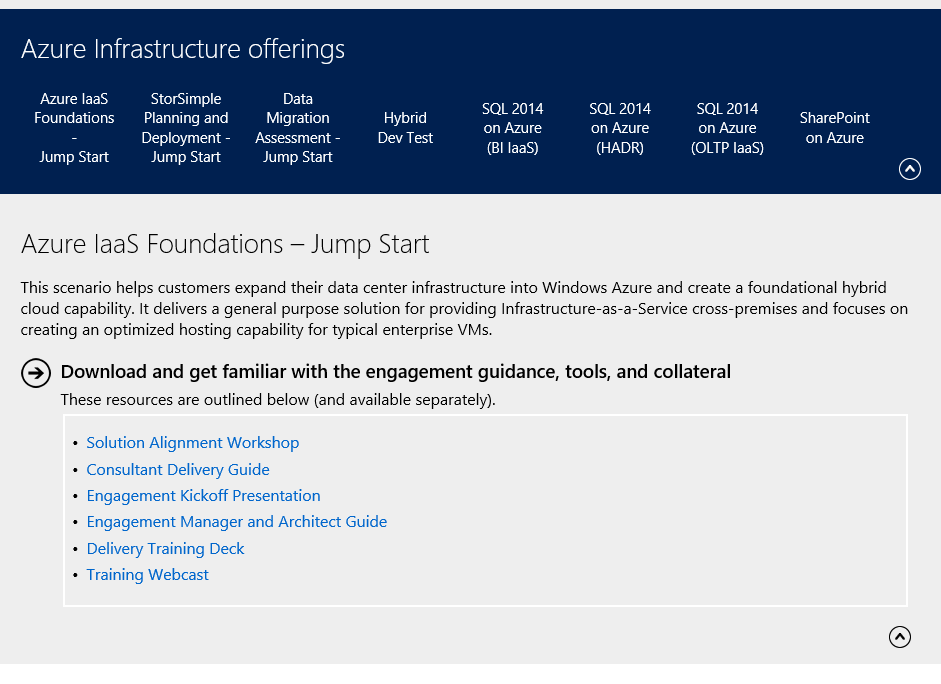 Azure Infrastructure offerings
Azure IaaS
Foundations
-
Jump Start
StorSimple
Planning and
Deployment -
Jump Start
Data
Migration
Assessment -
Jump Start
Hybrid
Dev Test
SQL 2014
on Azure
(BI IaaS)
SQL 2014
on Azure
(HADR)
SQL 2014
on Azure
(OLTP IaaS)
SharePoint
on Azure
Azure IaaS Foundations – Jump Start
This scenario helps customers expand their data center infrastructure into Windows Azure and create a foundational hybrid
cloud capability. It delivers a general purpose solution for providing Infrastructure-as-a-Service cross-premises and focuses on
creating an optimized hosting capability for typical enterprise VMs.
Download and get familiar with the engagement guidance, tools, and collateral
These resources are outlined below (and available separately).
• Solution Alignment Workshop
• Consultant Delivery Guide
• Engagement Kickoff Presentation
• Engagement Manager and Architect Guide
• Delivery Training Deck
• Training Webcast